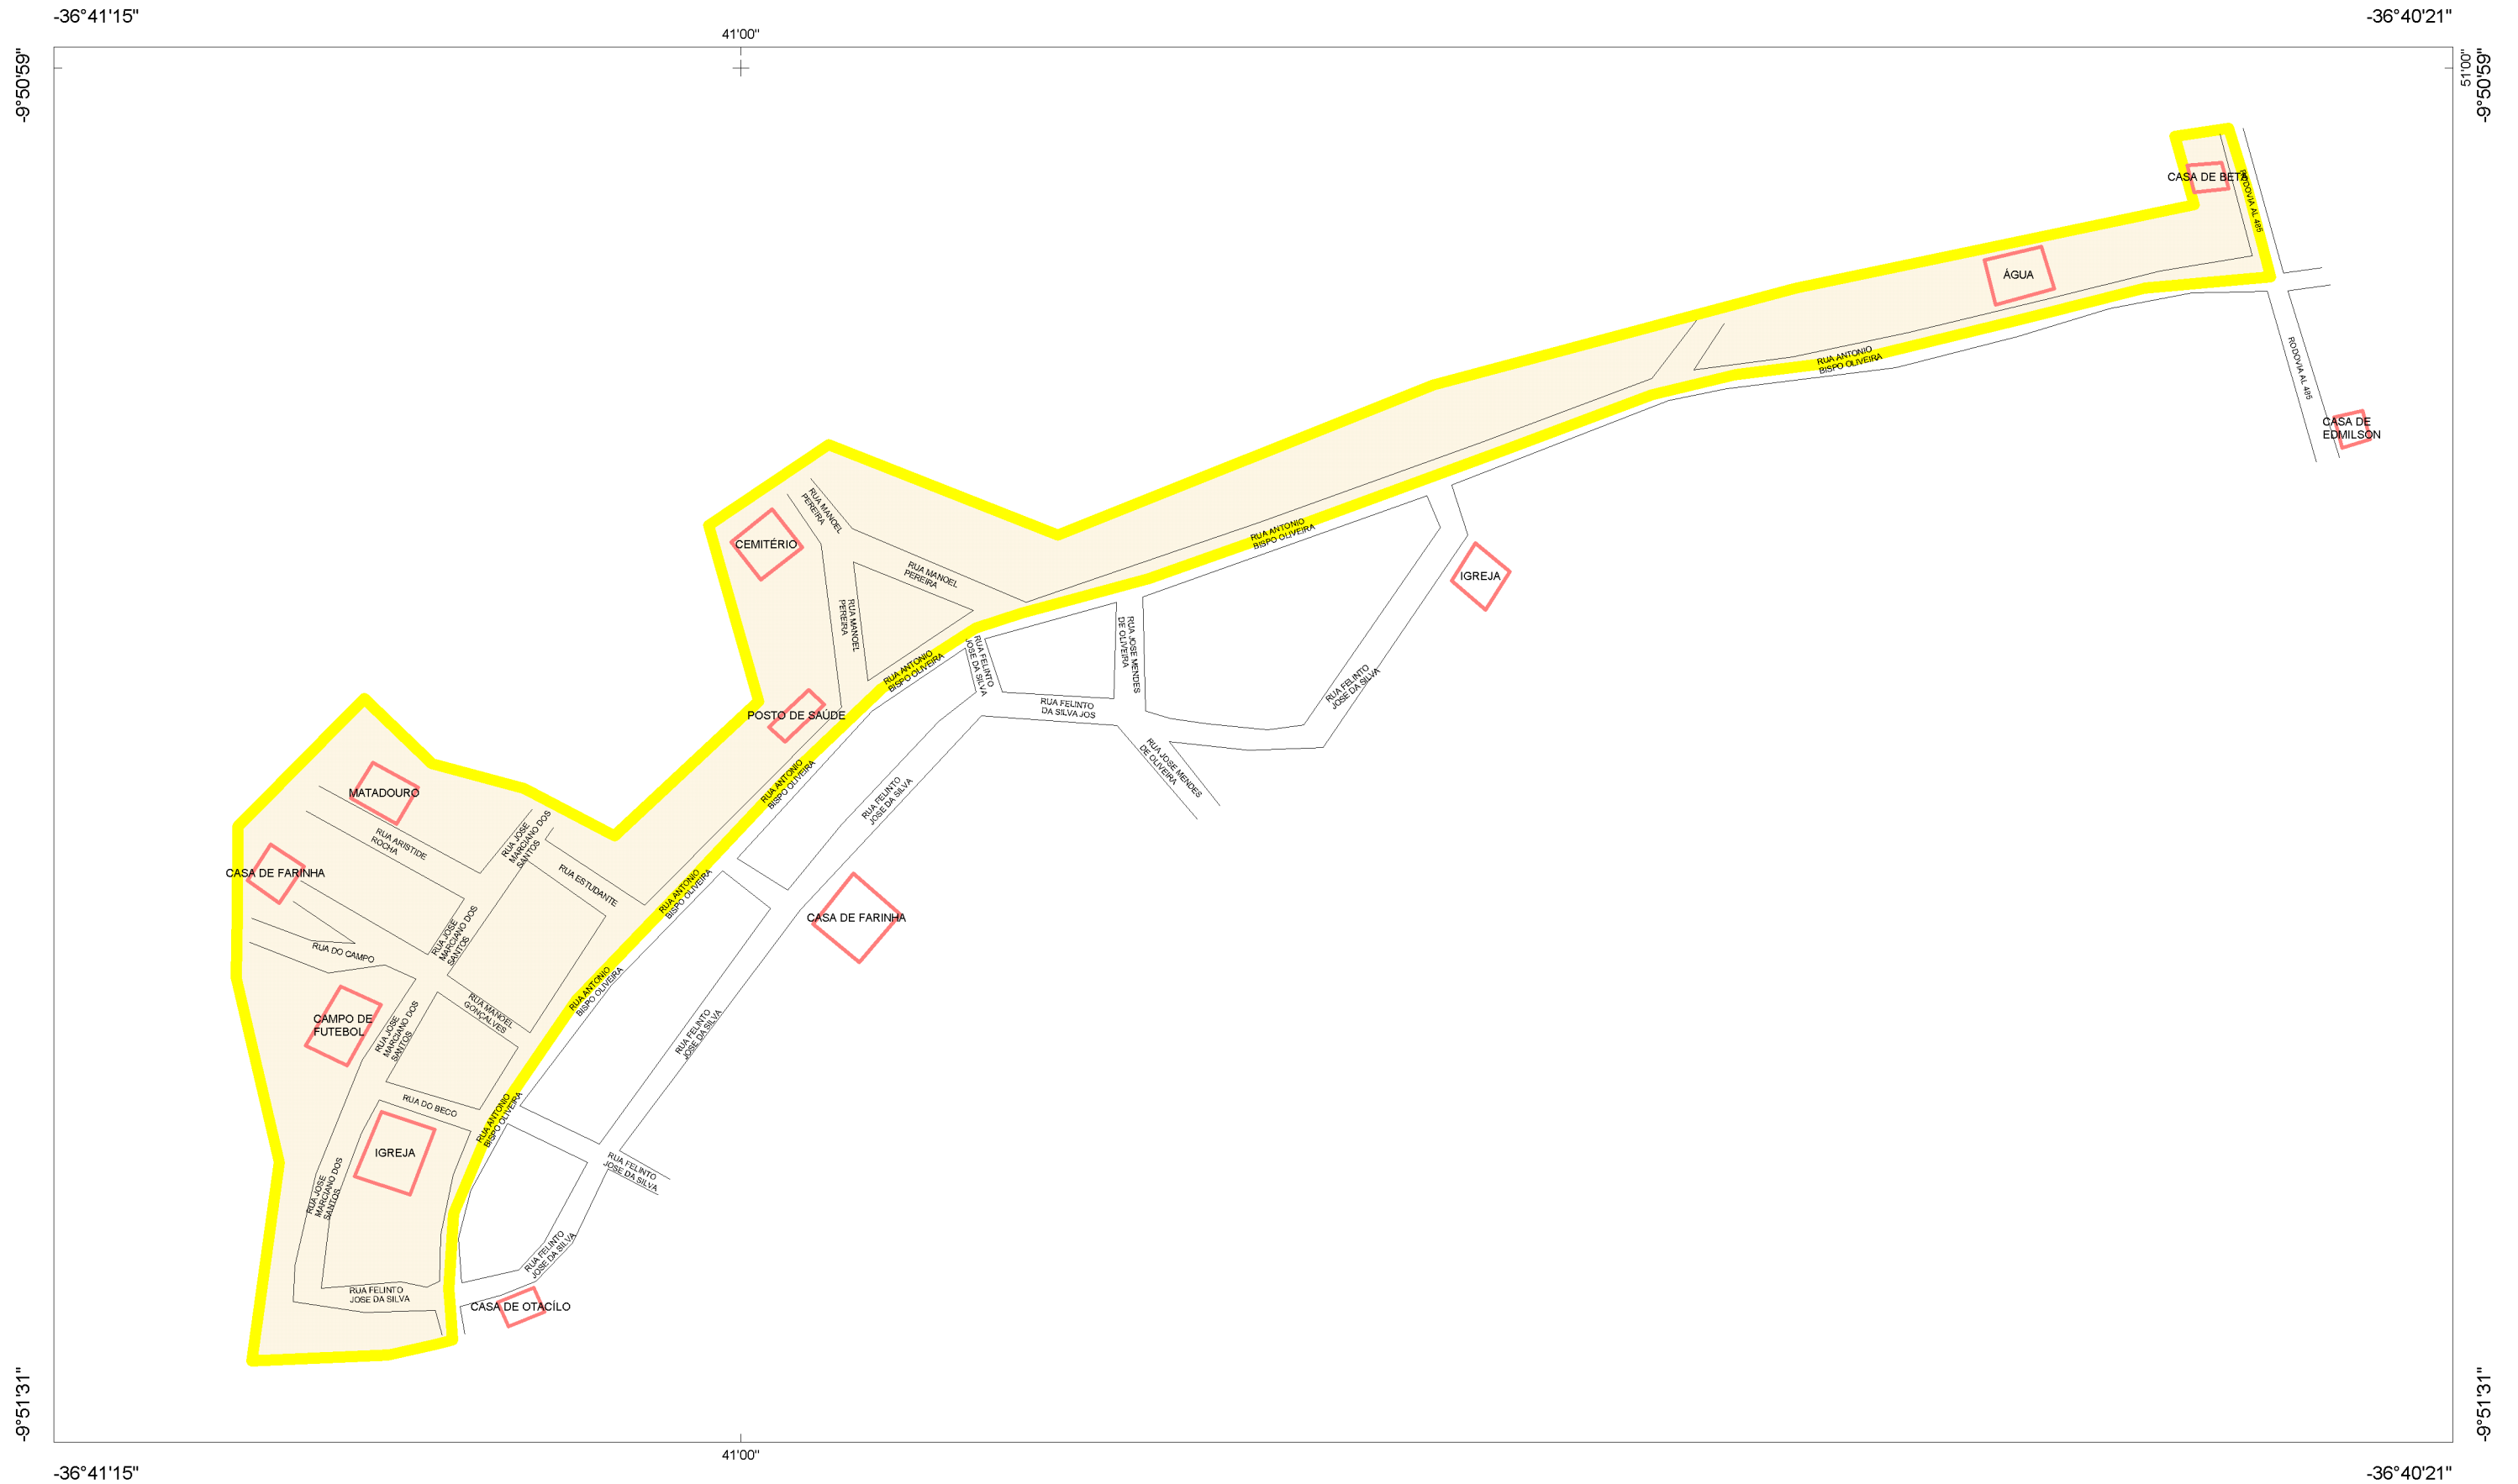 -36°41'15"
-36°40'21"
41'00"
-9°50'59"
51'00"
-9°50'59"
CASA DE BETA
RODOVIA AL 485
ÁGUA
RUA ANTONIO
BISPO OLIVEIRA
RODOVIA AL 485
CASA DE
EDMILSON
RUA MANOEL
PEREIRA
CEMITÉRIO
RUA ANTONIO
BISPO OLIVEIRA
RUA MANOEL
PEREIRA
IGREJA
RUA MANOEL
PEREIRA
RUA ANTONIO
BISPO OLIVEIRA
RUA FELINTO
JOSE DA SILVA
RUA JOSE MENDES
DE OLIVEIRA
RUA FELINTO
JOSE DA SILVA
RUA FELINTO
DA SILVA JOS
POSTO DE SAÚDE
RUA JOSE MENDES
DE OLIVEIRA
MATADOURO
RUA ANTONIO
BISPO OLIVEIRA
RUA FELINTO
JOSE DA SILVA
RUA ARISTIDE
ROCHA
RUA JOSE
MARCIANO DOS
SANTOS
CASA DE FARINHA
RUA ESTUDANTE
RUA ANTONIO
BISPO OLIVEIRA
CASA DE FARINHA
RUA DO CAMPO
RUA JOSE
MARCIANO DOS
SANTOS
RUA ANTONIO
BISPO OLIVEIRA
RUA MANOEL
GONÇALVES
CAMPO DE
FUTEBOL
RUA JOSE
MARCIANO DOS
SANTOS
RUA FELINTO
JOSE DA SILVA
RUA DO BECO
RUA ANTONIO
BISPO OLIVEIRA
IGREJA
RUA FELINTO
JOSE DA SILVA
RUA JOSE
MARCIANO DOS
SANTOS
RUA FELINTO
JOSE DA SILVA
RUA FELINTO
JOSE DA SILVA
CASA DE OTACÍLO
-9°51'31"
-9°51'31"
41'00"
-36°41'15"
-36°40'21"